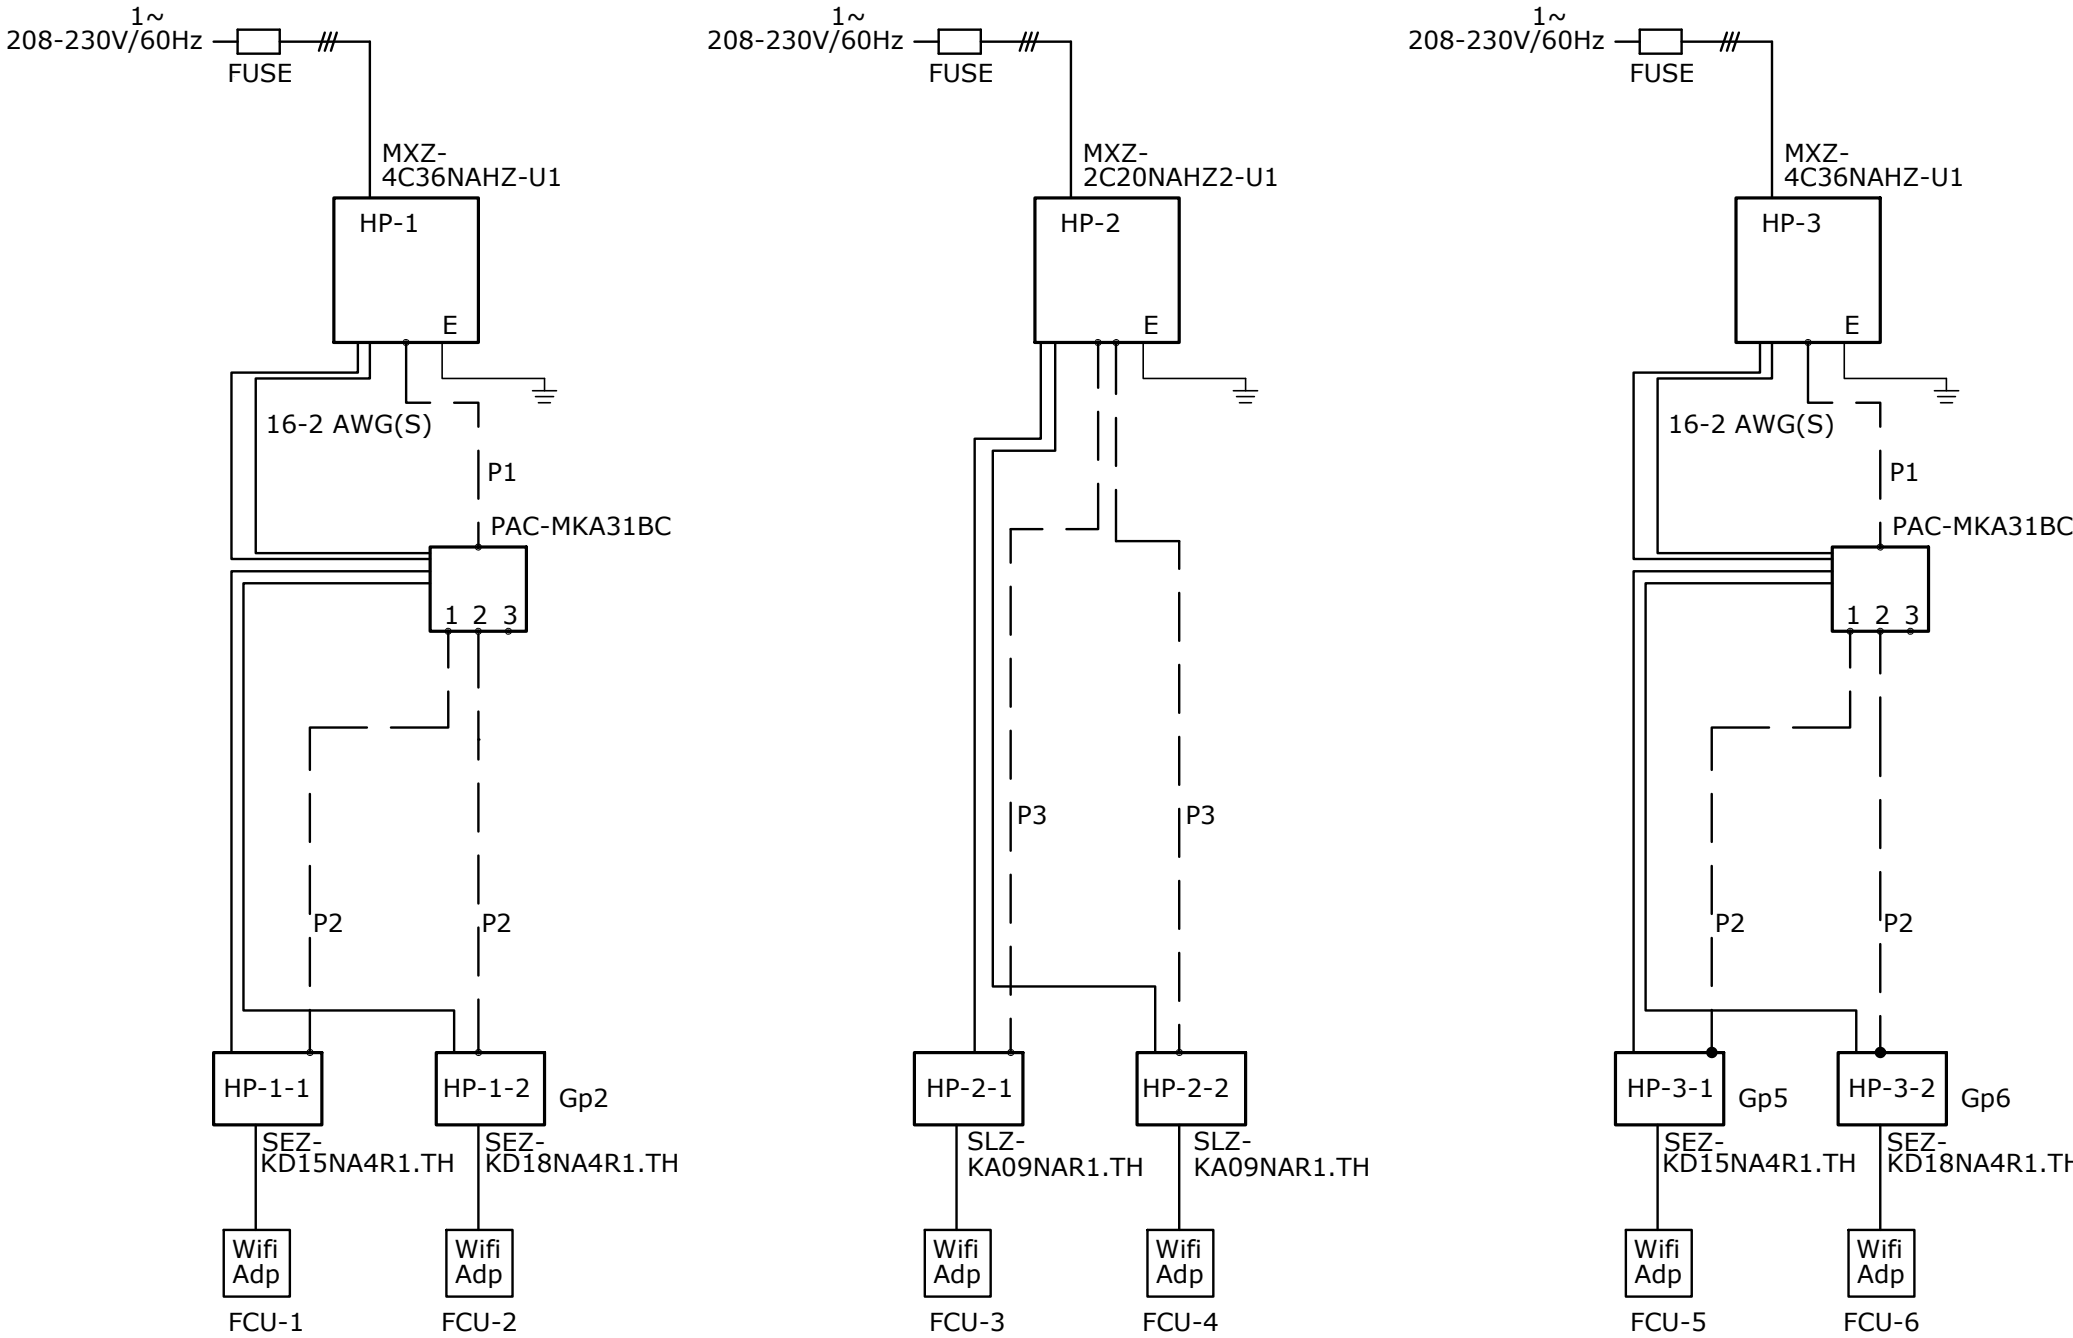 1~
208-230V/60Hz
FUSE
MXZ-
4C36NAHZ-U1
HP-1
E
16-2 AWG(S)
P1
PAC-MKA31BC
1 2 3
P2
P2
HP-1-1
HP-1-2
Gp2
SEZ-
KD15NA4R1.TH
SEZ-
KD18NA4R1.TH
Wifi
Adp
Wifi
Adp
FCU-1
FCU-2
1~
208-230V/60Hz
FUSE
MXZ-
2C20NAHZ2-U1
HP-2
E
P3
P3
HP-2-1
HP-2-2
SLZ-
KA09NAR1.TH
SLZ-
KA09NAR1.TH
Wifi
Adp
Wifi
Adp
FCU-3
FCU-4
1~
208-230V/60Hz
FUSE
MXZ-
4C36NAHZ-U1
HP-3
E
16-2 AWG(S)
P1
PAC-MKA31BC
1 2 3
P2
P2
HP-3-1
Gp5
HP-3-2
Gp6
SEZ-
KD15NA4R1.TH
SEZ-
KD18NA4R1.TH
Wifi
Adp
Wifi
Adp
FCU-5
FCU-6